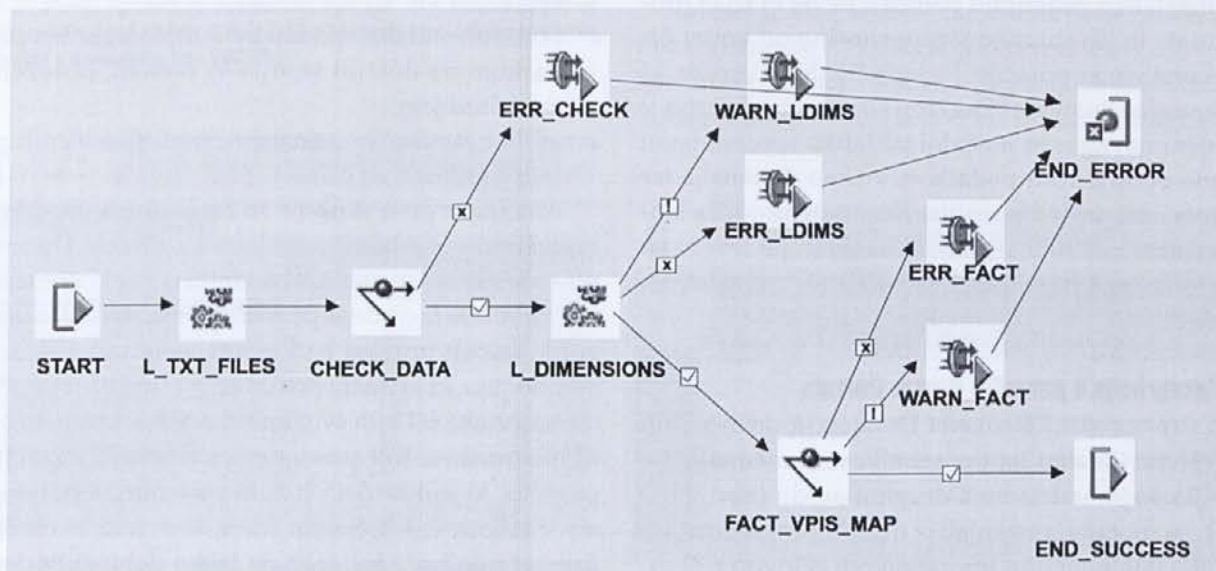 ERR_CHECK
WARN_LDIMS
END_ERROR
ERR_LDIMS
ERR_FACT
START
L_TXT_FILES
CHECK_DATA
L_DIMENSIONS
WARN_FACT
FACT_VPIS_MAP
END_SUCCESS